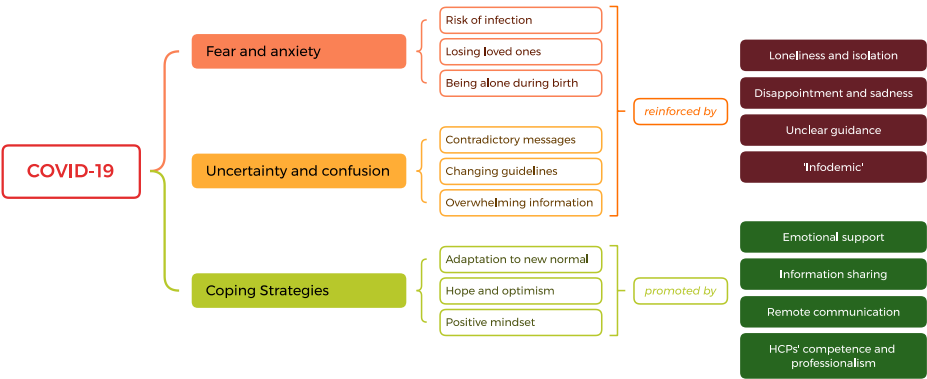 COVID-19
Fear and anxiety
Risk of infection
Losing loved ones
Being alone during birth
Uncertainty and confusion
Contradictory messages
Changing guidelines
Overwhelming information
reinforced by
Loneliness and isolation
Disappointment and sadness
Unclear guidance
'Infodemic'
Coping Strategies
Adaptation to new normal
Hope and optimism
Positive mindset
promoted by
Emotional support
Information sharing
Remote communication
HCPs' competence and
professionalism